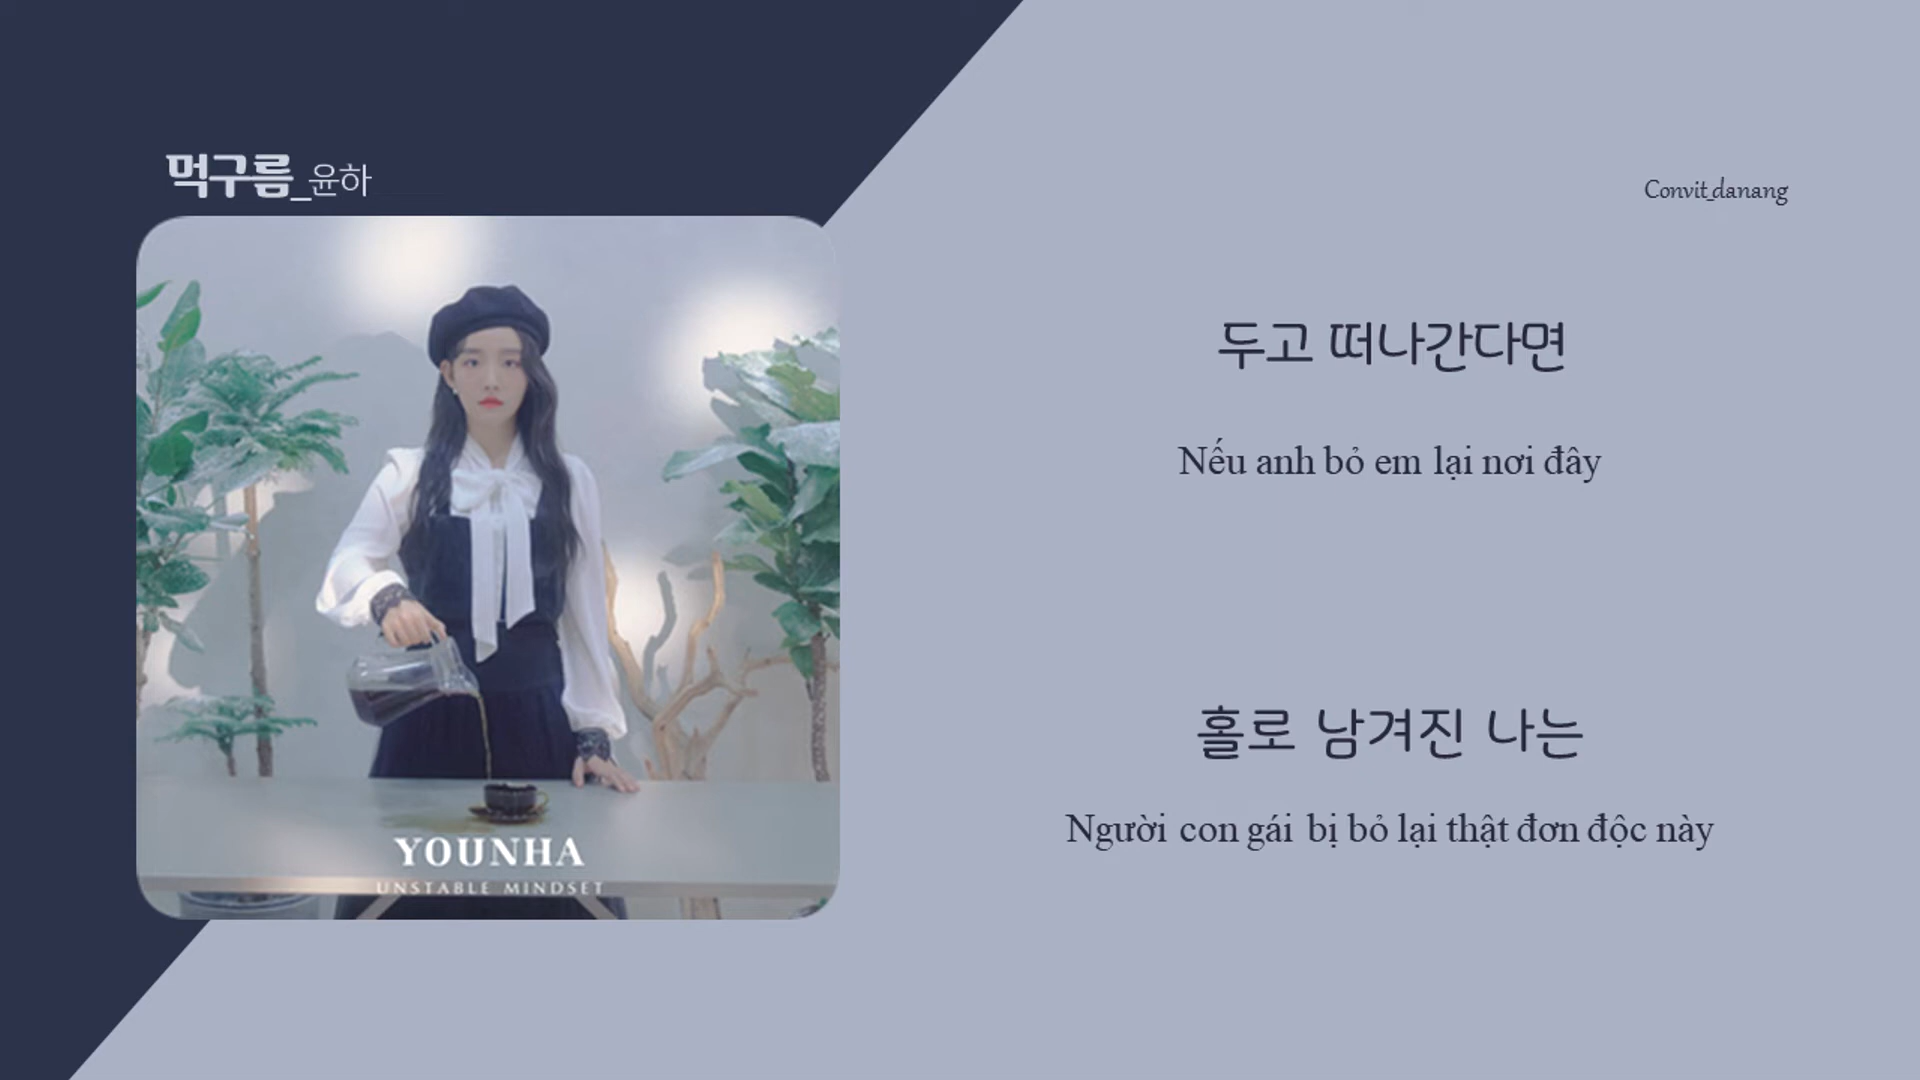 먹구름_윤하
Convit_danang
두고 떠나간다면
Nếu anh bỏ em lại nơi đây
홀로 남겨진 나는
Người con gái bị bỏ lại thật đơn độc này
YOUNHA
UNSTABLE MINDSET